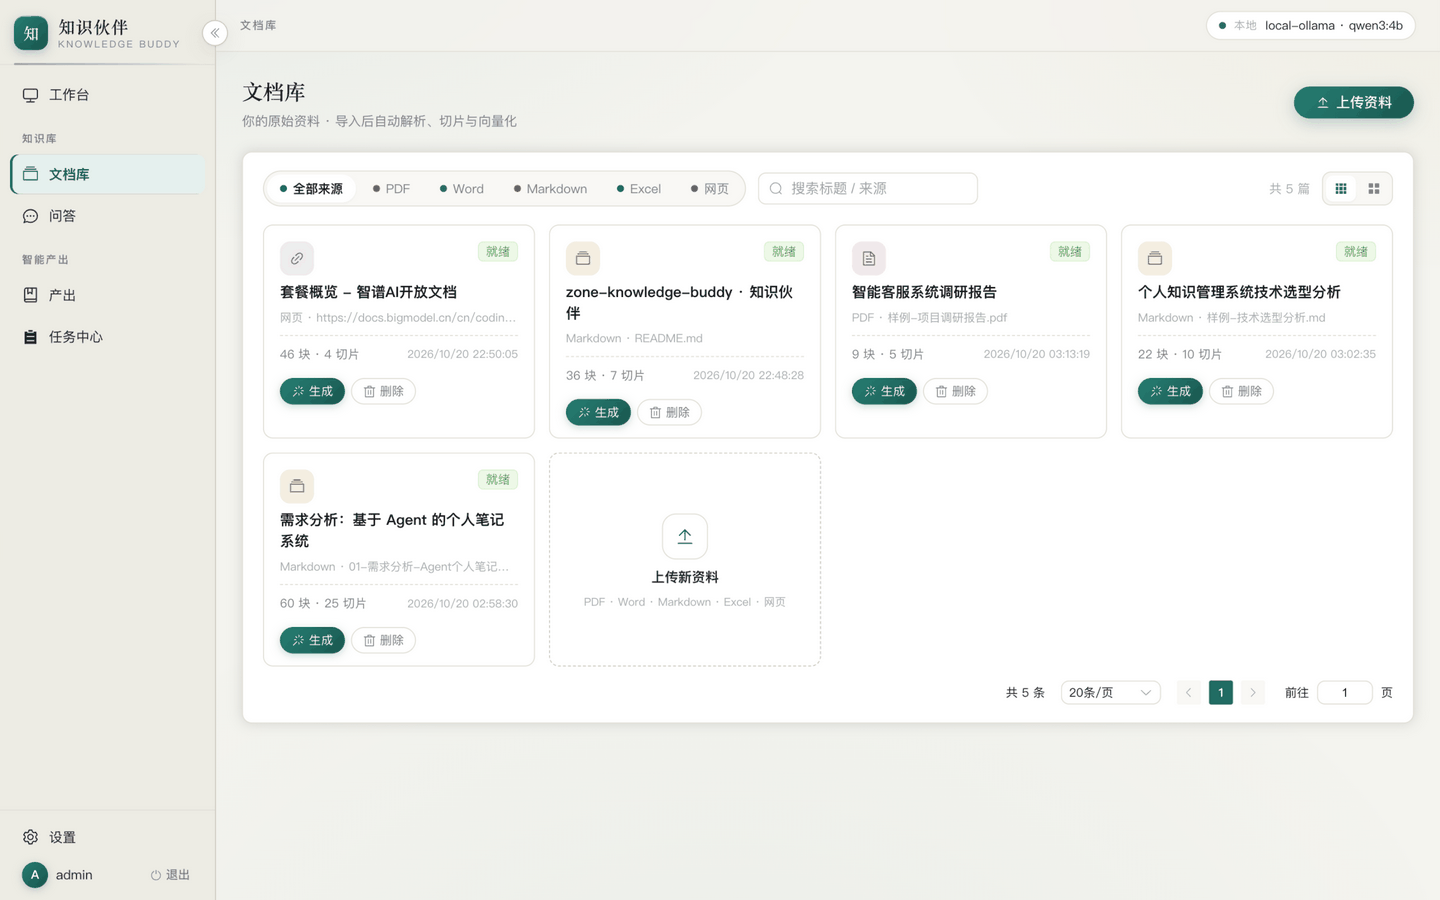 知
知识伙伴
KNOWLEDGE BUDDY
工作台
知识库
文档库
问答
智能产出
产出
任务中心
设置
A
admin
退出
文档库
本地 local-ollama · qwen3:4b
文档库
你的原始资料 · 导入后自动解析、切片与向量化
上传资料
全部来源
PDF
Word
Markdown
Excel
网页
搜索标题 / 来源
共 5 篇
就绪
套餐概览 – 智谱AI开放文档
网页 · https://docs.bigmodel.cn/cn/codin...
46 块 · 4 切片
2026/10/20 22:50:05
生成
删除
就绪
zone-knowledge-buddy · 知识伙
伴
Markdown · README.md
36 块 · 7 切片
2026/10/20 22:48:28
生成
删除
就绪
智能客服系统调研报告
PDF · 样例-项目调研报告.pdf
9 块 · 5 切片
2026/10/20 03:13:19
生成
删除
就绪
个人知识管理系统技术选型分析
Markdown · 样例-技术选型分析.md
22 块 · 10 切片
2026/10/20 03:02:35
生成
删除
就绪
需求分析：基于 Agent 的个人笔记
系统
Markdown · 01-需求分析-Agent个人笔记...
60 块 · 25 切片
2026/10/20 02:58:30
生成
删除
上传新资料
PDF · Word · Markdown · Excel · 网页
共 5 条
20条/页
1
前往 1 页